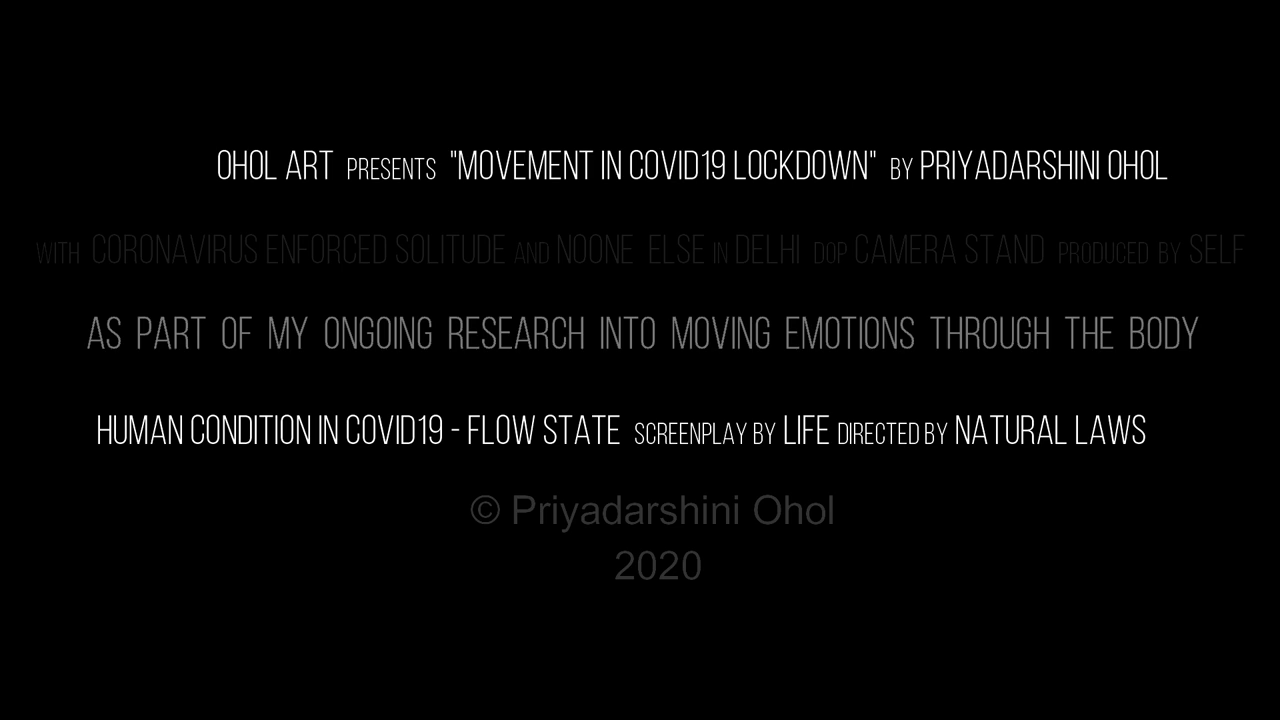 OHOL ART PRESENTS "MOVEMENT IN COVID19 LOCKDOWN" BY PRIYADARSHINI OHOL
WITH CORONAVIRUS ENFORCED SOLITUDE AND NOONE ELSE IN DELHI DOP CAMERA STAND PRODUCED BY SELF
AS PART OF MY ONGOING RESEARCH INTO MOVING EMOTIONS THROUGH THE BODY
HUMAN CONDITION IN COVID19 - FLOW STATE SCREENPLAY BY LIFE DIRECTED BY NATURAL LAWS
© Priyadarshini Ohol
2020